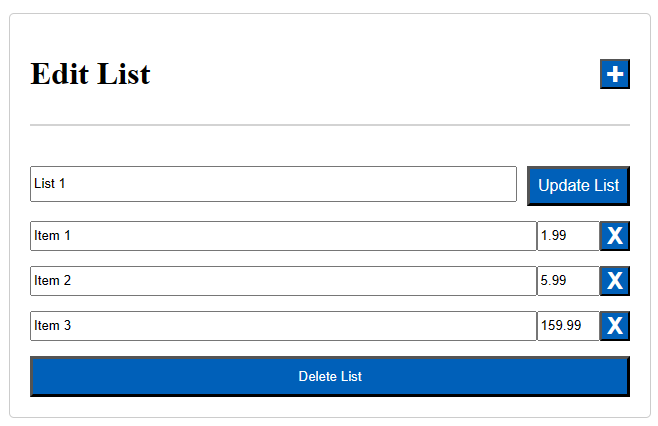 Edit List +
List 1 Update List
Item 1 1.99 X
Item 2 5.99 X
Item 3 159.99 X
Delete List